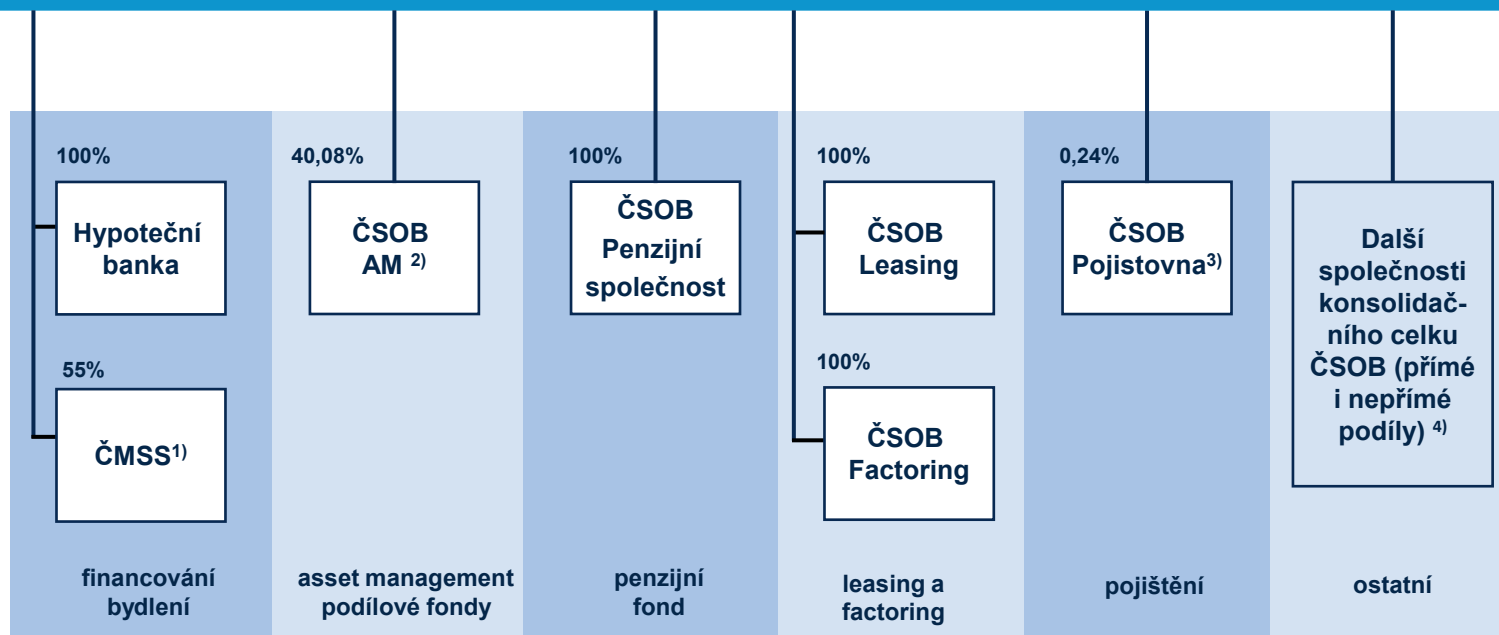 100%
Hypoteční
banka
55%
ČMSS1)
financování
bydlení
40,08%
ČSOB
AM 2)
asset management
podílové fondy
100%
ČSOB
Penzijní
společnost
penzijní
fond
100%
ČSOB
Leasing
100%
ČSOB
Factoring
leasing a
factoring
0,24%
ČSOB
Pojistovna3)
pojištění
Další
společnosti
konsolidač-
ního celku
ČSOB (přímé
i nepřímé
podíly) 4)
ostatní